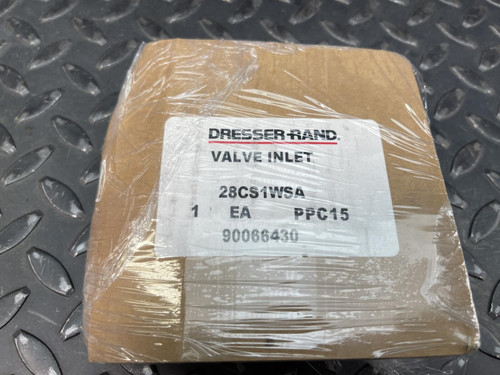 DRESSER-RAND.
VALVE INLET
28CS1WSA
1 EA PPC15
90066430